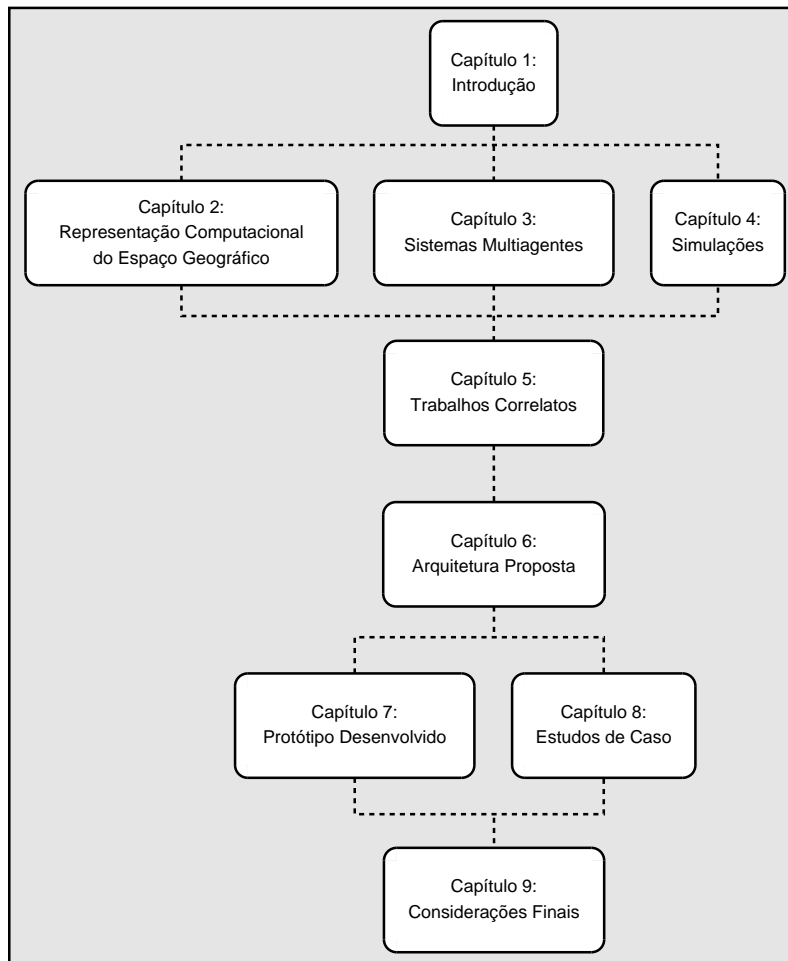 Capítulo 1:
Introdução
Capítulo 2:
Representação Computacional
do Espaço Geográfico
Capítulo 3:
Sistemas Multiagentes
Capítulo 4:
Simulações
Capítulo 5:
Trabalhos Correlatos
Capítulo 6:
Arquitetura Proposta
Capítulo 7:
Protótipo Desenvolvido
Capítulo 8:
Estudos de Caso
Capítulo 9:
Considerações Finais